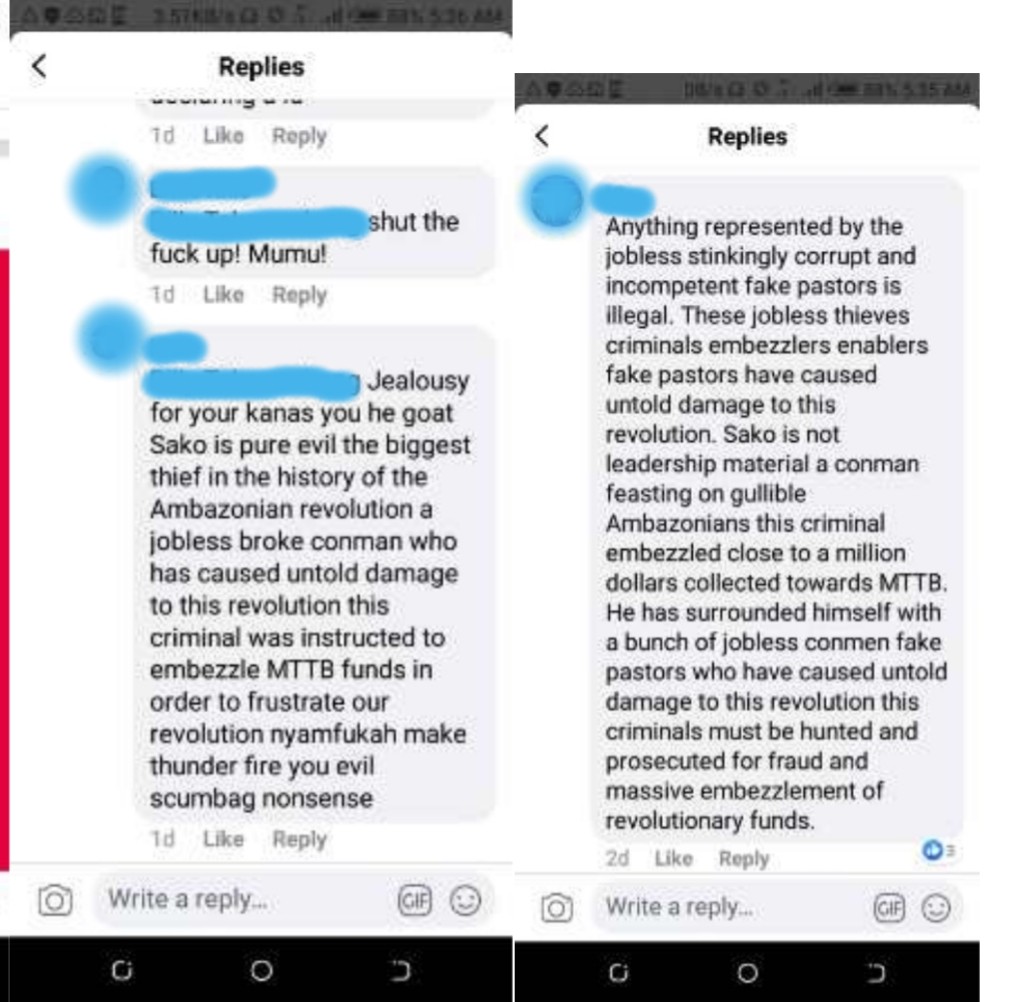 3.57KB/s 88% 5:36 AM
Replies
1d Like Reply
shut the
fuck up! Mumu!
1d Like Reply
Jealousy
for your kanas you he goat
Sako is pure evil the biggest
thief in the history of the
Ambazonian revolution a
jobless broke conman who
has caused untold damage
to this revolution this
criminal was instructed to
embezzle MTTB funds in
order to frustrate our
revolution nyamfukah make
thunder fire you evil
scumbag nonsense
1d Like Reply
Write a reply...
GIF
0B/s 88% 5:35 AM
Replies
Anything represented by the
jobless stinkingly corrupt and
incompetent fake pastors is
illegal. These jobless thieves
criminals embezzlers enablers
fake pastors have caused
untold damage to this
revolution. Sako is not
leadership material a conman
feasting on gullible
Ambazonians this criminal
embezzled close to a million
dollars collected towards MTTB.
He has surrounded himself with
a bunch of jobless conmen fake
pastors who have caused untold
damage to this revolution this
criminals must be hunted and
prosecuted for fraud and
massive embezzlement of
revolutionary funds.
2d Like Reply 3
Write a reply...
GIF